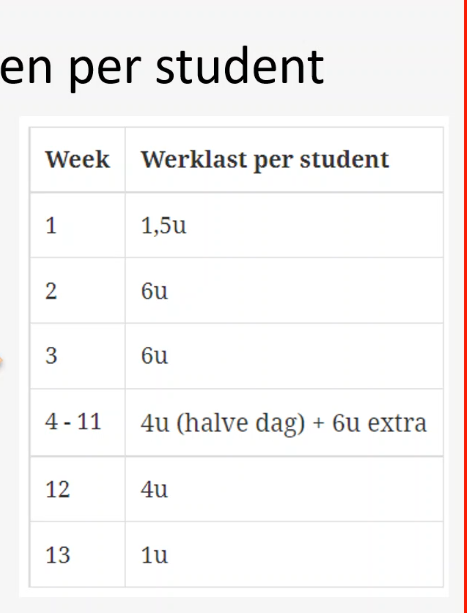 en per student
Week Werklast per student
1 1,5u
2 6u
3 6u
4 - 11 4u (halve dag) + 6u extra
12 4u
13 1u